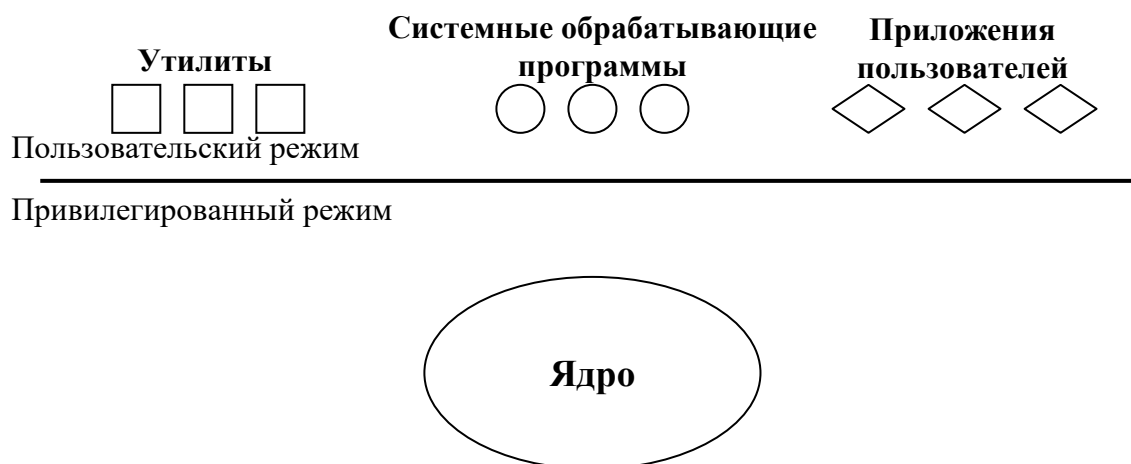 Утилиты
Системные обрабатывающие
программы
Приложения
пользователей
Пользовательский режим
Привилегированный режим
Ядро